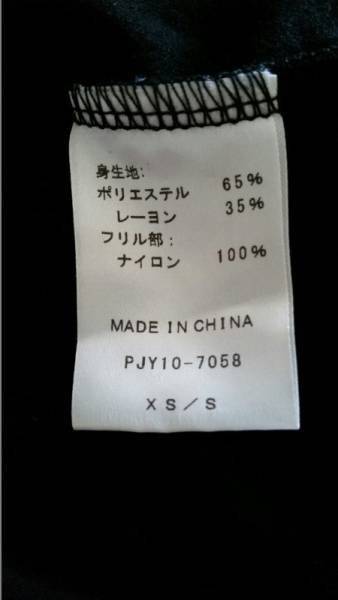 身生地:
ポリエステル 65%
レーヨン 35%
フリル部:
ナイロン 100%
MADE IN CHINA
PJY10-7058
XS/S